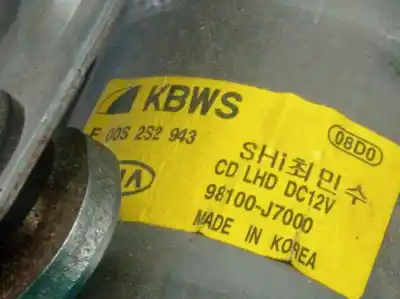 KBWS
F 00S 2S2 943
08D0
SHi최민수
CD LHD DC12V
98100-J7000
MADE IN KOREA